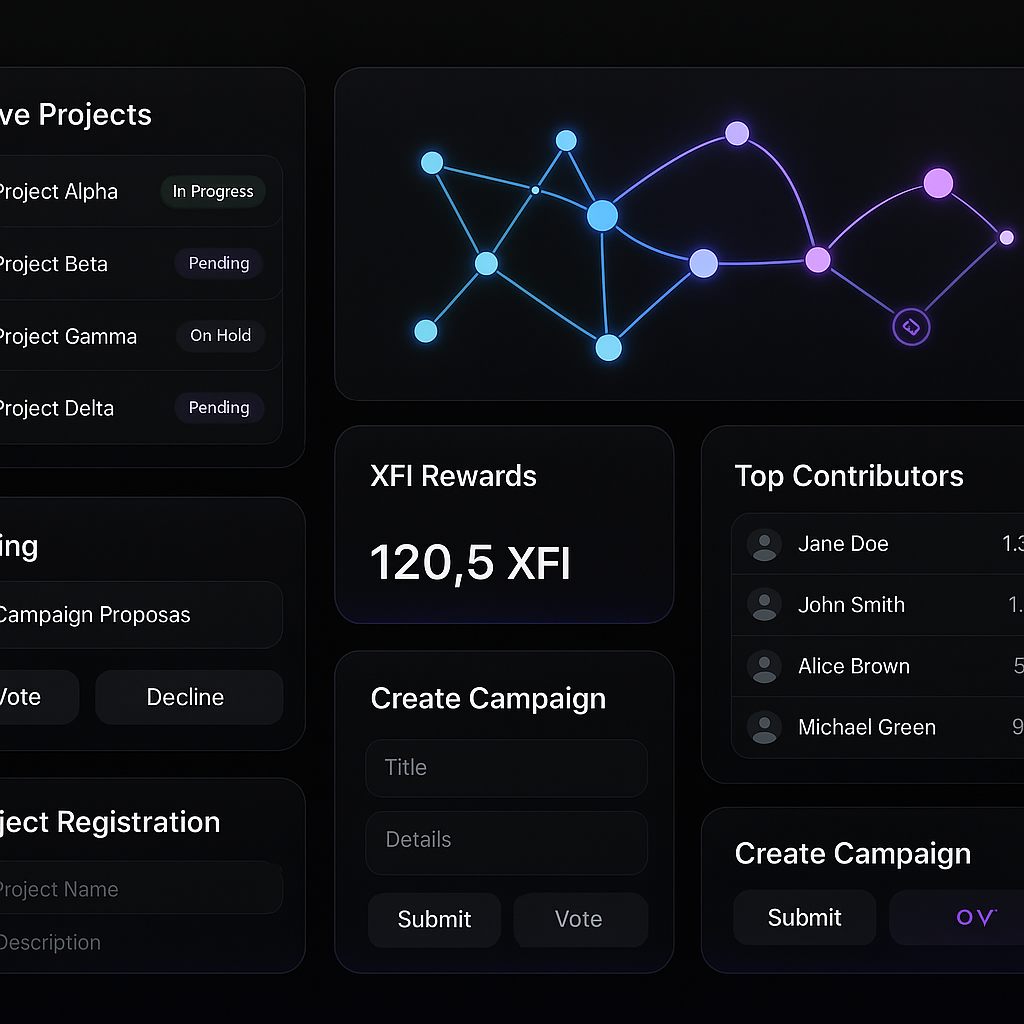 ve Projects
Project Alpha In Progress
Project Beta Pending
Project Gamma On Hold
Project Delta Pending
ing
Campaign Proposas
Vote Decline
ject Registration
Project Name
Description
XFI Rewards
120,5 XFI
Create Campaign
Title
Details
Submit Vote
Top Contributors
Jane Doe 1.3
John Smith 1.
Alice Brown 5
Michael Green 9
Create Campaign
Submit